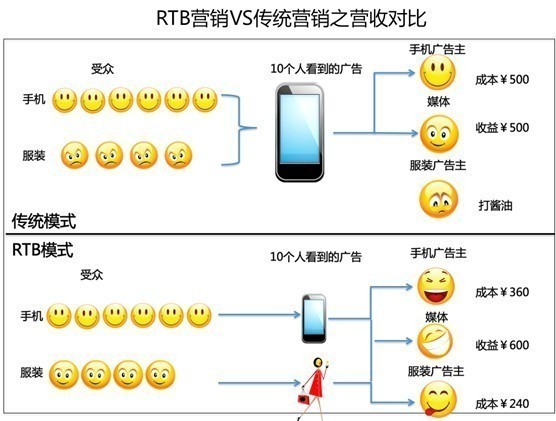 RTB营销VS传统营销之营收对比
受众
10个人看到的广告
手机广告主
手机
成本￥500
媒体
收益￥500
服装
服装广告主
打酱油
传统模式
RTB模式
受众
10个人看到的广告
手机广告主
手机
成本￥360
媒体
收益￥600
服装
服装广告主
成本￥240